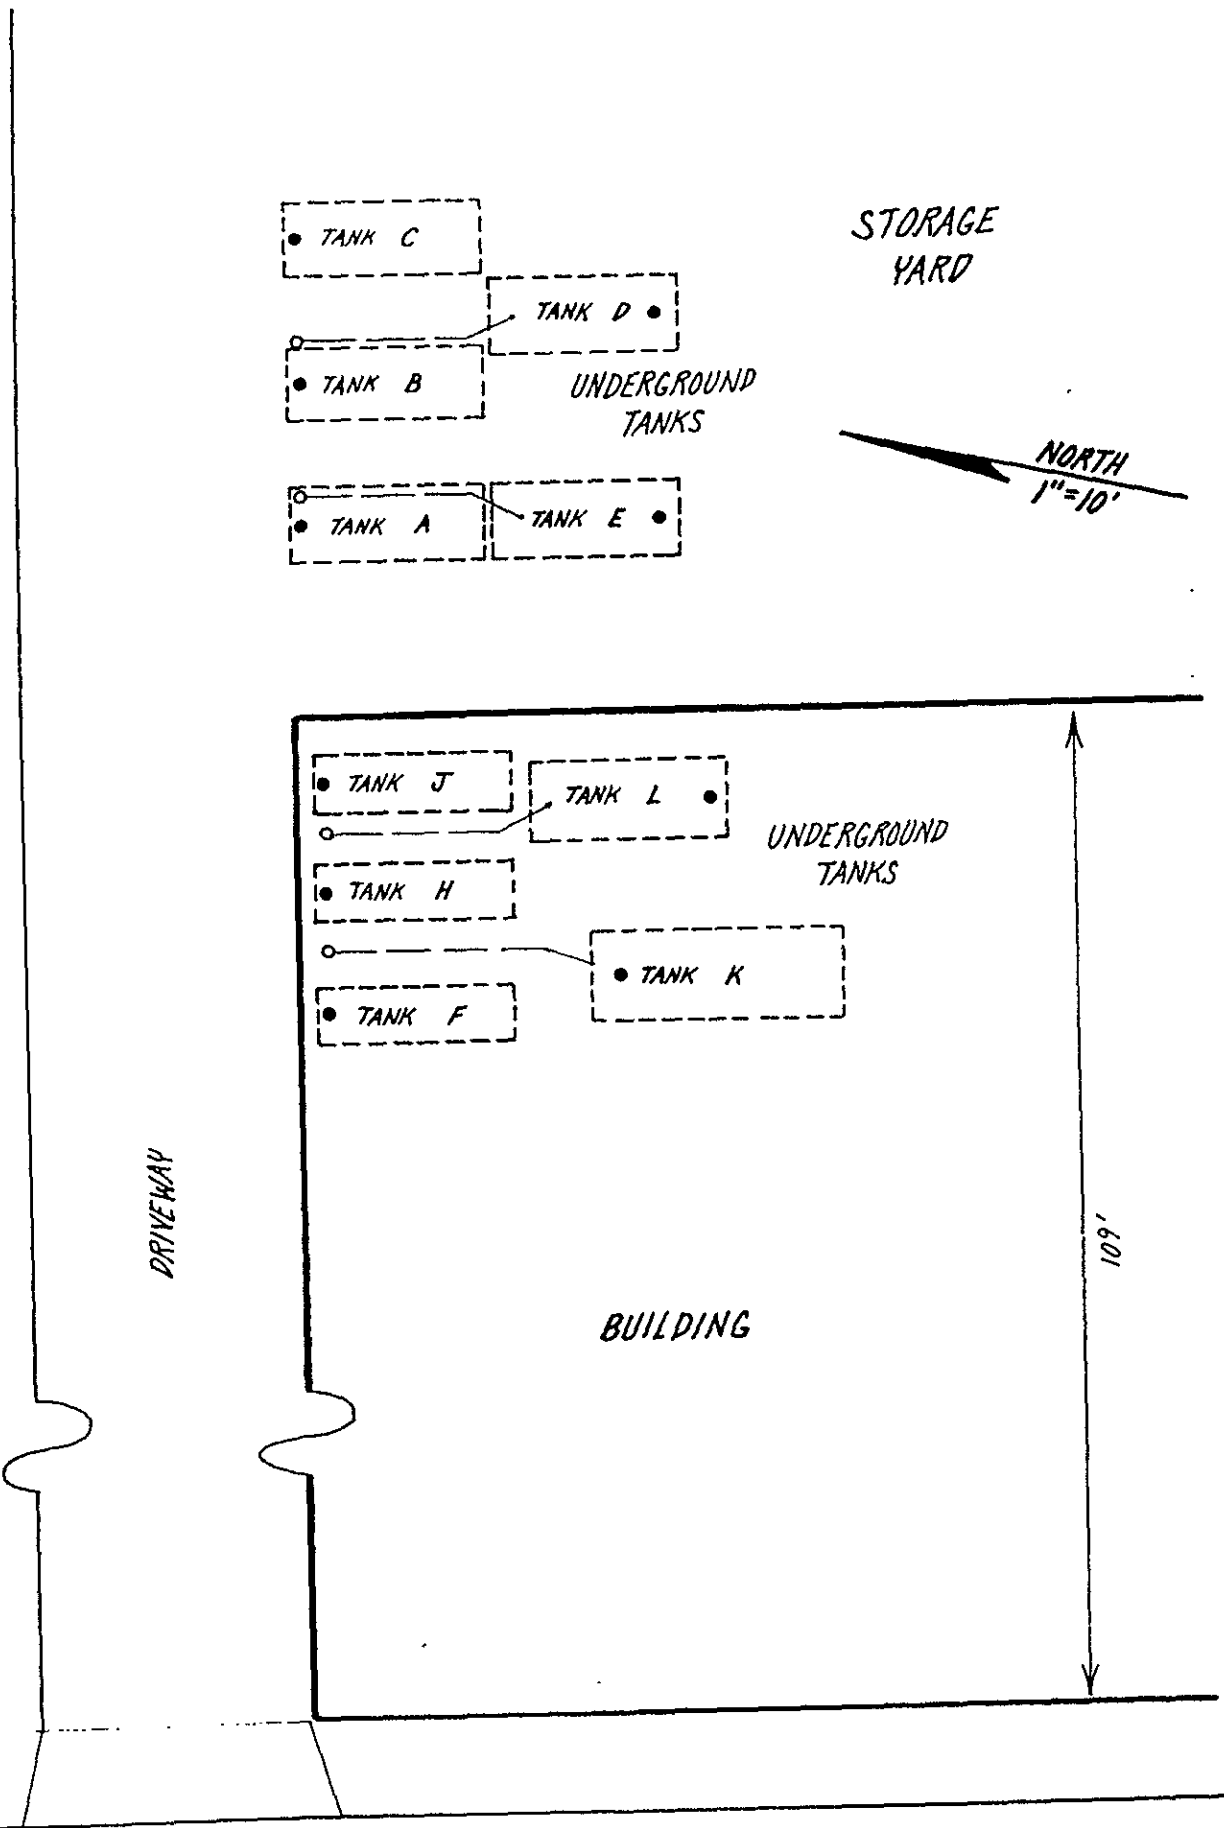 TANK C
STORAGE
YARD
TANK D
TANK B
UNDERGROUND
TANKS
NORTH
1"=10'
TANK A
TANK E
TANK J
TANK L
UNDERGROUND
TANKS
TANK H
TANK K
TANK F
DRIVEWAY
109'
BUILDING